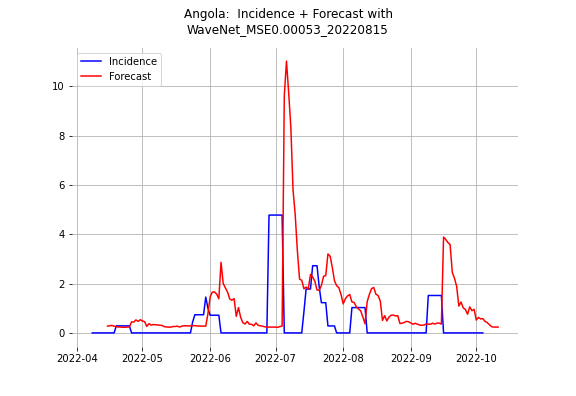 Angola:  Incidence + Forecast with
WaveNet_MSE0.00053_20220815
Incidence
Forecast
10
8
6
4
2
0
2022-04 2022-05 2022-06 2022-07 2022-08 2022-09 2022-10